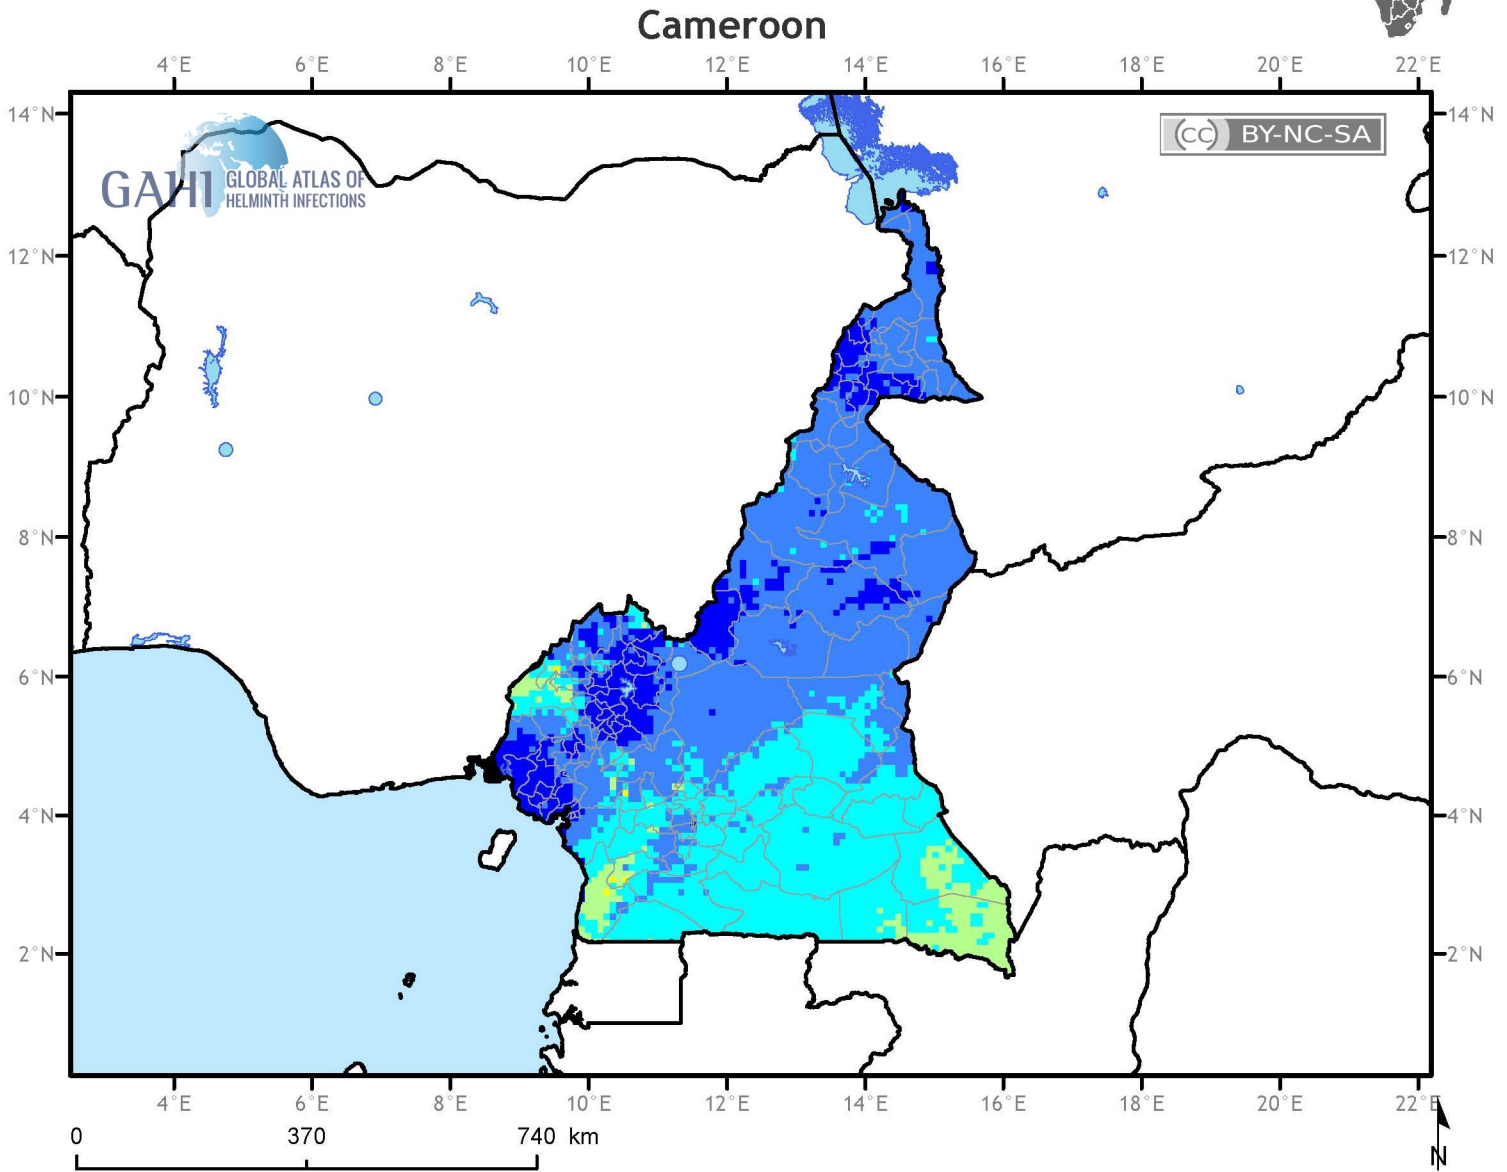 Cameroon
4°E 6°E 8°E 10°E 12°E 14°E 16°E 18°E 20°E 22°E
14°N 14°N
GAHI GLOBAL ATLAS OF
HELMINTH INFECTIONS
CC BY-NC-SA
12°N 12°N
10°N 10°N
8°N 8°N
6°N 6°N
4°N 4°N
2°N 2°N
4°E 6°E 8°E 10°E 12°E 14°E 16°E 18°E 20°E 22°E
0 370 740 km
N